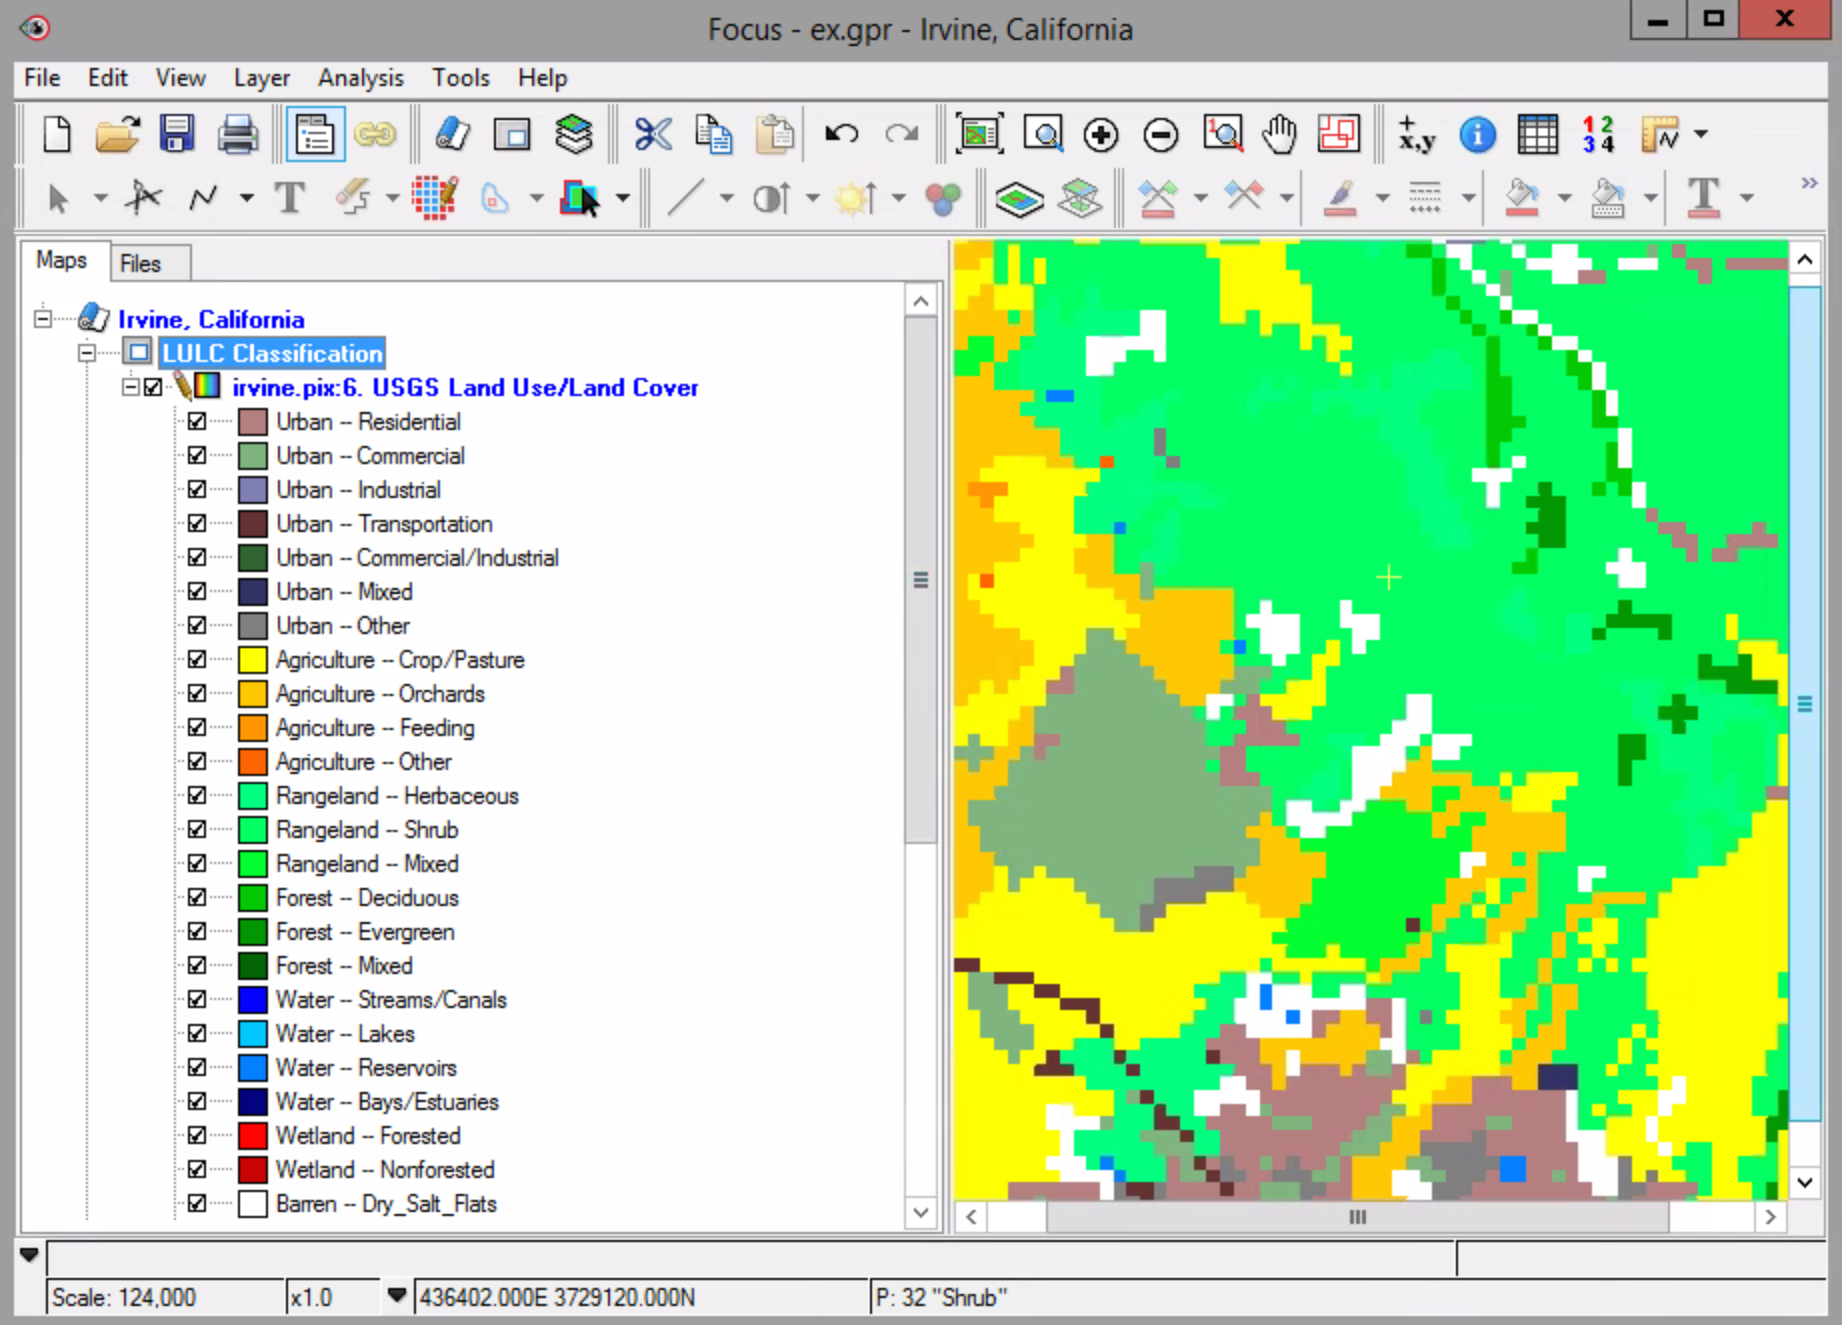 Focus - ex.gpr - Irvine, California
File Edit View Layer Analysis Tools Help
+
x,y
1 2
3 4
Maps Files
Irvine, California
LULC Classification
irvine.pix:6. USGS Land Use/Land Cover
Urban -- Residential
Urban -- Commercial
Urban -- Industrial
Urban -- Transportation
Urban -- Commercial/Industrial
Urban -- Mixed
Urban -- Other
Agriculture -- Crop/Pasture
Agriculture -- Orchards
Agriculture -- Feeding
Agriculture -- Other
Rangeland -- Herbaceous
Rangeland -- Shrub
Rangeland -- Mixed
Forest -- Deciduous
Forest -- Evergreen
Forest -- Mixed
Water -- Streams/Canals
Water -- Lakes
Water -- Reservoirs
Water -- Bays/Estuaries
Wetland -- Forested
Wetland -- Nonforested
Barren -- Dry_Salt_Flats
Scale: 124,000 x1.0 436402.000E 3729120.000N P: 32 "Shrub"